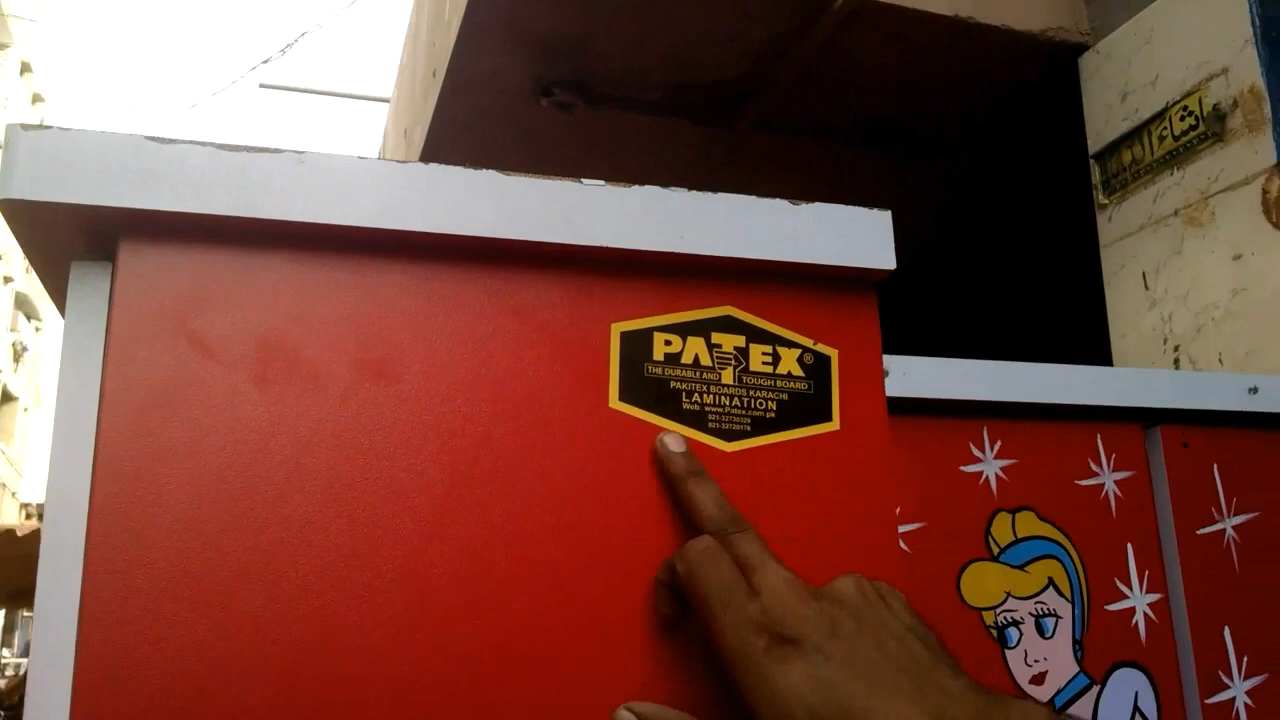 PATEX®
THE DURABLE AND TOUGH BOARD
PAKITEX BOARDS KARACHI
LAMINATION
Web: www.Patex.com.pk
021-32730329
021-32720176
انشاءاللہ